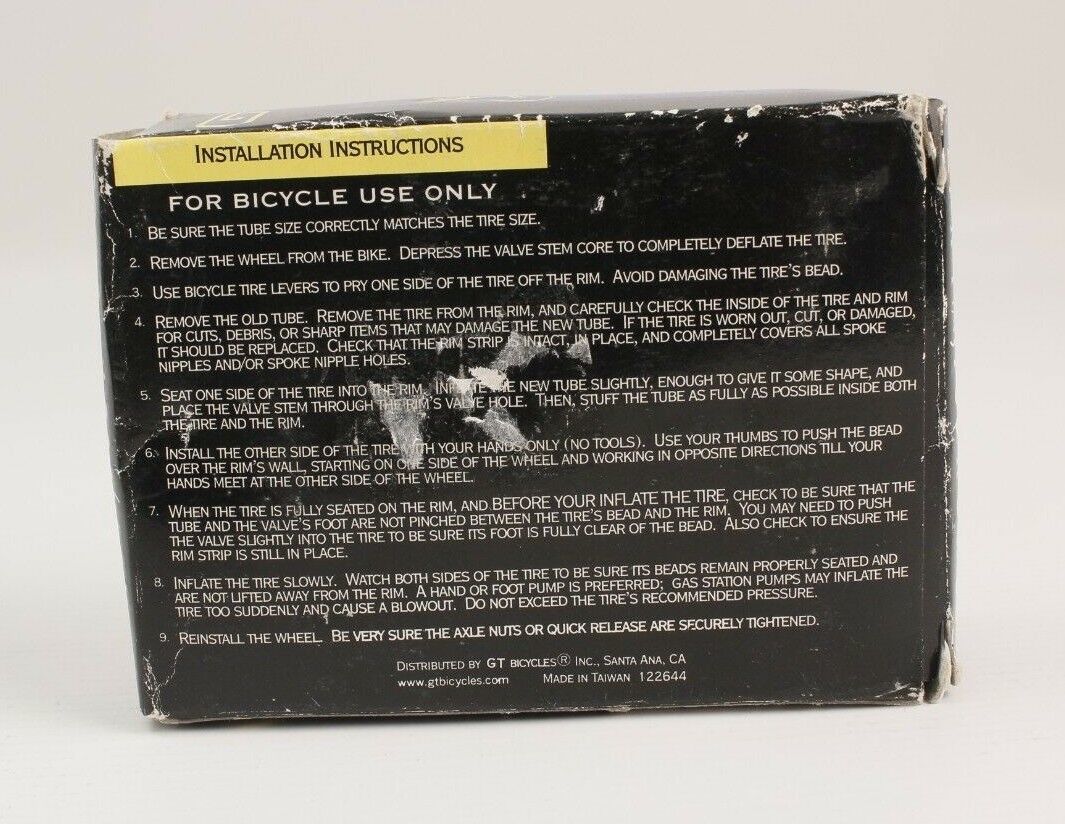 INSTALLATION INSTRUCTIONS
FOR BICYCLE USE ONLY
1. BE SURE THE TUBE SIZE CORRECTLY MATCHES THE TIRE SIZE.
2. REMOVE THE WHEEL FROM THE BIKE. DEPRESS THE VALVE STEM CORE TO COMPLETELY DEFLATE THE TIRE.
3. USE BICYCLE TIRE LEVERS TO PRY ONE SIDE OF THE TIRE OFF THE RIM. AVOID DAMAGING THE TIRE'S BEAD.
4. REMOVE THE OLD TUBE. REMOVE THE TIRE FROM THE RIM, AND CAREFULLY CHECK THE INSIDE OF THE TIRE AND RIM
FOR CUTS, DEBRIS, OR SHARP ITEMS THAT MAY DAMAGE THE NEW TUBE. IF THE TIRE IS WORN OUT, CUT, OR DAMAGED,
IT SHOULD BE REPLACED. CHECK THAT THE RIM STRIP IS INTACT, IN PLACE, AND COMPLETELY COVERS ALL SPOKE
NIPPLES AND/OR SPOKE NIPPLE HOLES.
5. SEAT ONE SIDE OF THE TIRE INTO THE RIM. INFLATE THE NEW TUBE SLIGHTLY, ENOUGH TO GIVE IT SOME SHAPE, AND
PLACE THE VALVE STEM THROUGH THE RIM'S VALVE HOLE. THEN, STUFF THE TUBE AS FULLY AS POSSIBLE INSIDE BOTH
THE TIRE AND THE RIM.
6. INSTALL THE OTHER SIDE OF THE TIRE WITH YOUR HANDS ONLY (NO TOOLS). USE YOUR THUMBS TO PUSH THE BEAD
OVER THE RIM'S WALL, STARTING ON ONE SIDE OF THE WHEEL AND WORKING IN OPPOSITE DIRECTIONS TILL YOUR
HANDS MEET AT THE OTHER SIDE OF THE WHEEL.
7. WHEN THE TIRE IS FULLY SEATED ON THE RIM, AND BEFORE YOUR INFLATE THE TIRE, CHECK TO BE SURE THAT THE
TUBE AND THE VALVE'S FOOT ARE NOT PINCHED BETWEEN THE TIRE'S BEAD AND THE RIM. YOU MAY NEED TO PUSH
THE VALVE SLIGHTLY INTO THE TIRE TO BE SURE ITS FOOT IS FULLY CLEAR OF THE BEAD. ALSO CHECK TO ENSURE THE
RIM STRIP IS STILL IN PLACE.
8. INFLATE THE TIRE SLOWLY. WATCH BOTH SIDES OF THE TIRE TO BE SURE ITS BEADS REMAIN PROPERLY SEATED AND
ARE NOT LIFTED AWAY FROM THE RIM. A HAND OR FOOT PUMP IS PREFERRED; GAS STATION PUMPS MAY INFLATE THE
TIRE TOO SUDDENLY AND CAUSE A BLOWOUT. DO NOT EXCEED THE TIRE'S RECOMMENDED PRESSURE.
9. REINSTALL THE WHEEL. BE VERY SURE THE AXLE NUTS OR QUICK RELEASE ARE SECURELY TIGHTENED.
DISTRIBUTED BY GT BICYCLES® INC., SANTA ANA, CA
www.gtbicycles.com MADE IN TAIWAN 122644